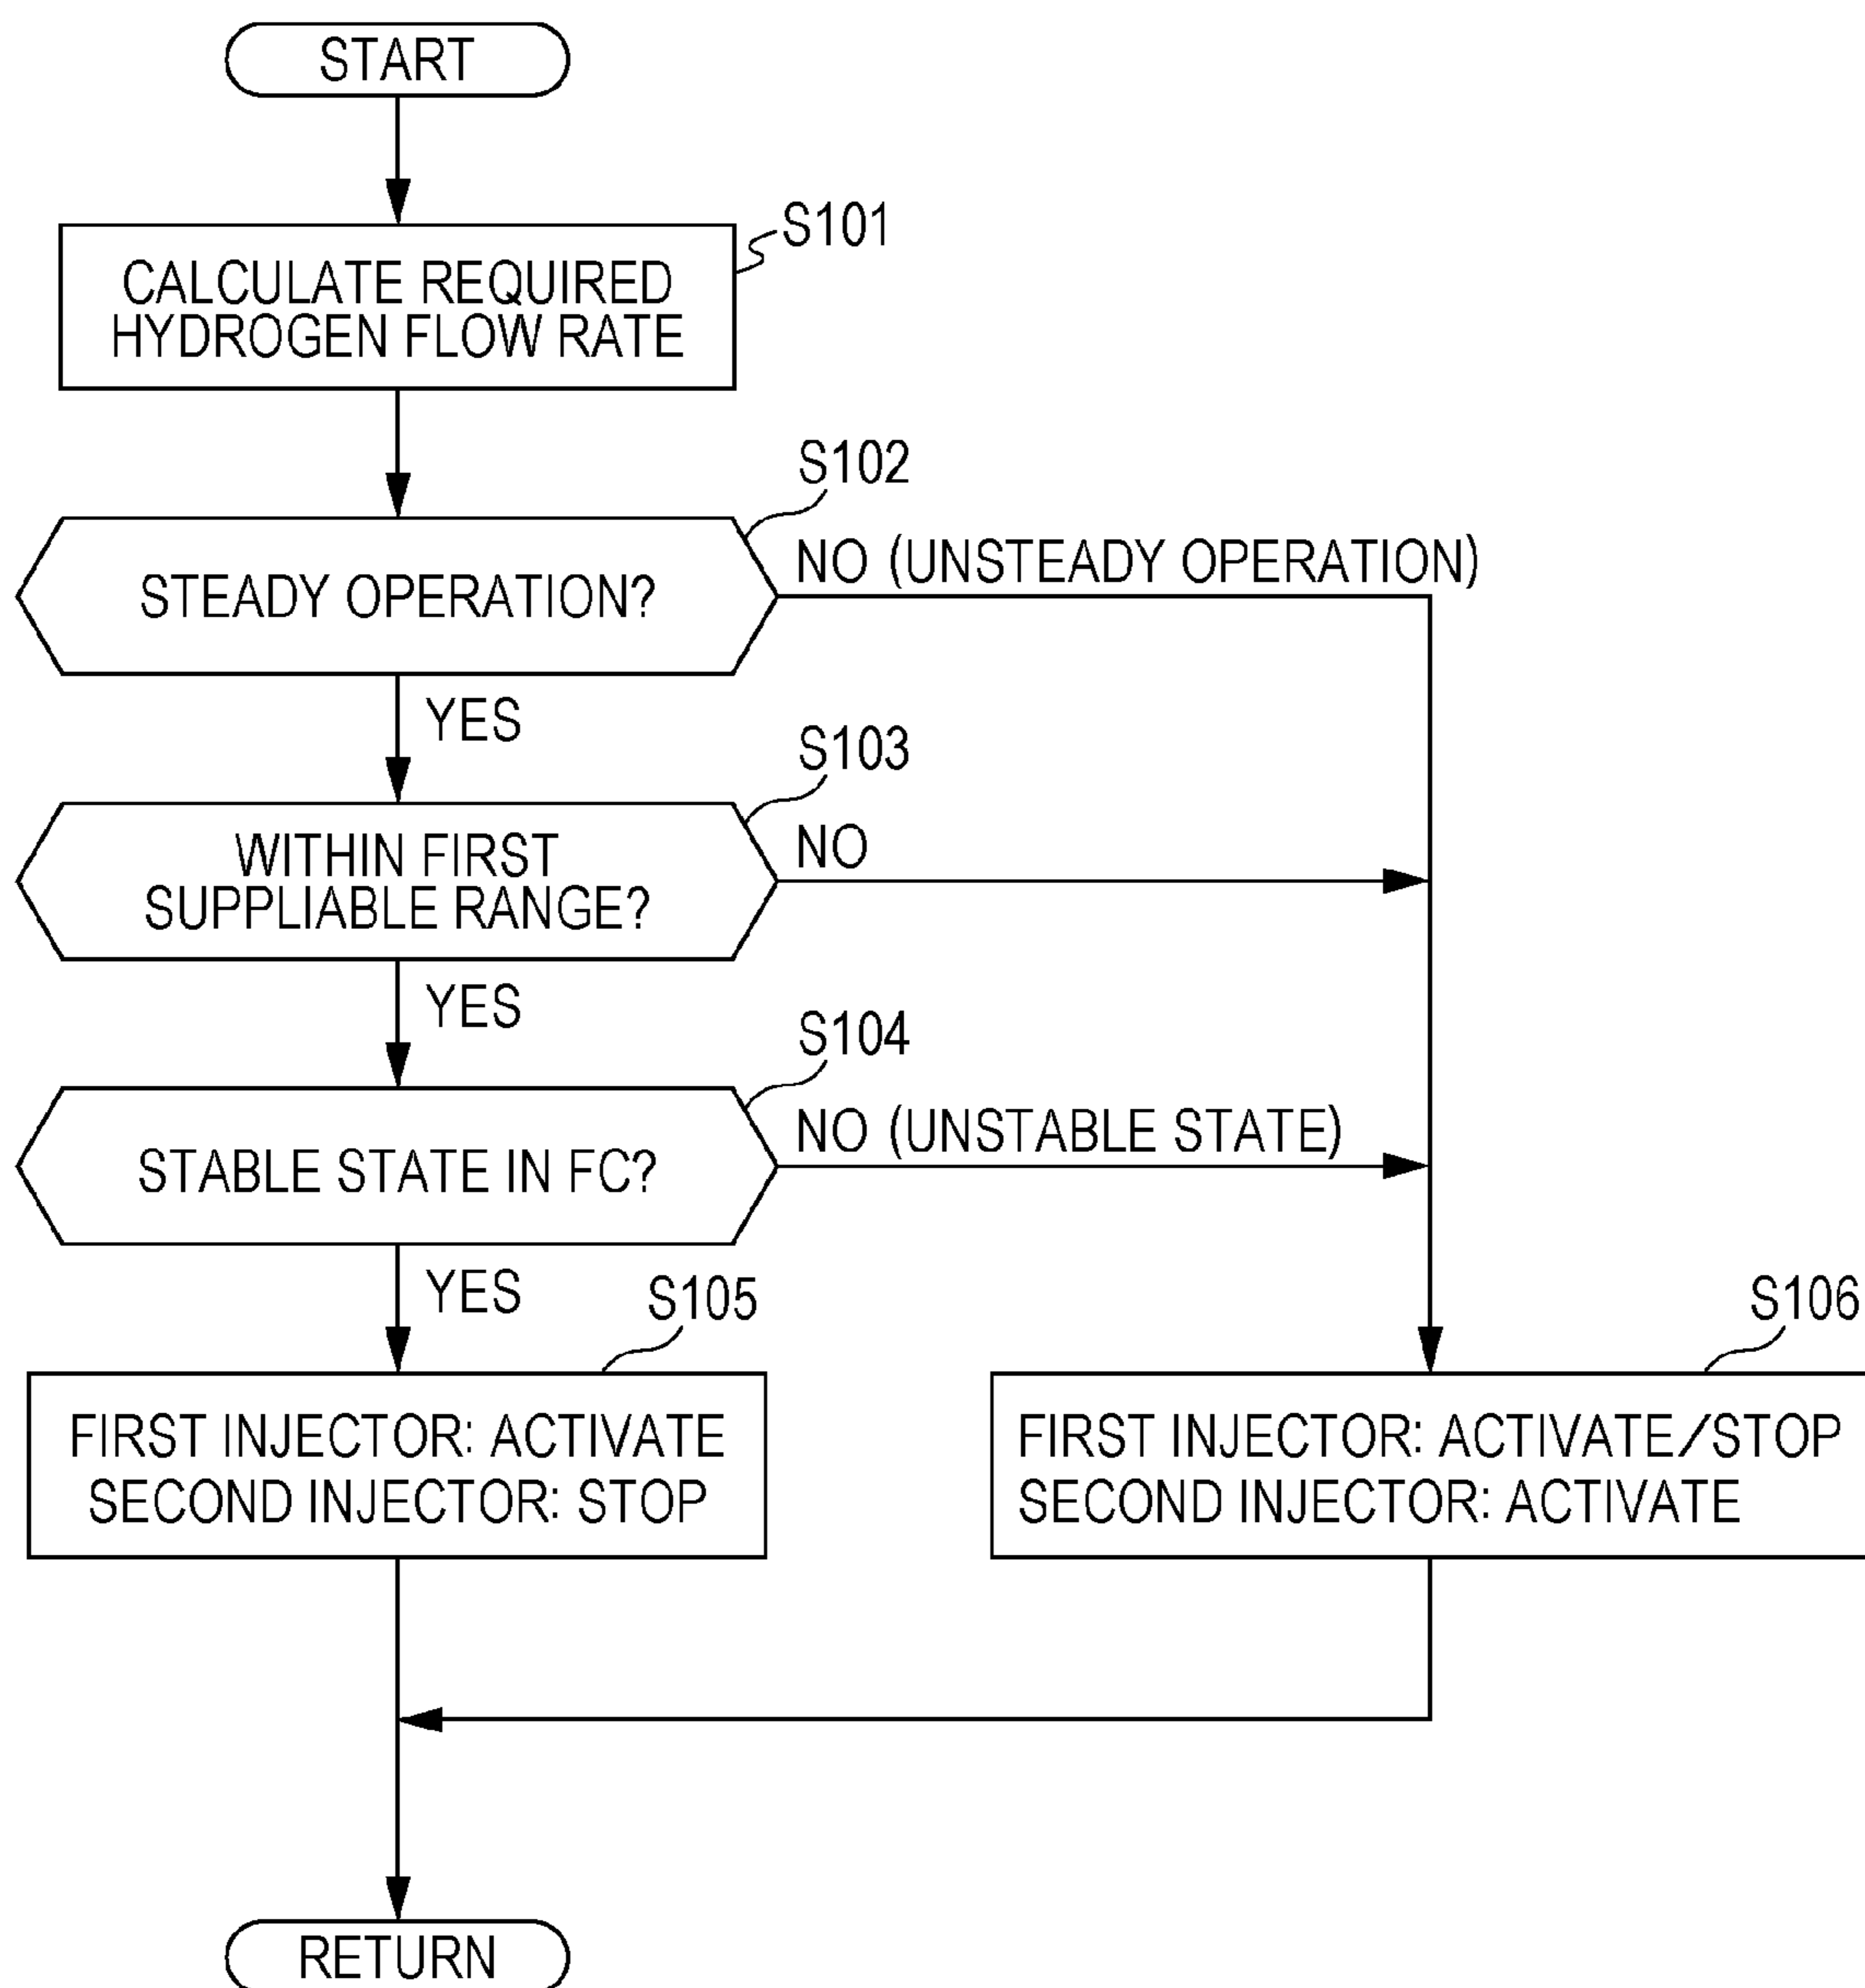 START
S101
CALCULATE REQUIRED
HYDROGEN FLOW RATE
S102
STEADY OPERATION?
NO (UNSTEADY OPERATION)
YES
S103
WITHIN FIRST
SUPPLIABLE RANGE?
NO
YES
S104
STABLE STATE IN FC?
NO (UNSTABLE STATE)
YES
S105
FIRST INJECTOR: ACTIVATE
SECOND INJECTOR: STOP
S106
FIRST INJECTOR: ACTIVATE/STOP
SECOND INJECTOR: ACTIVATE
RETURN